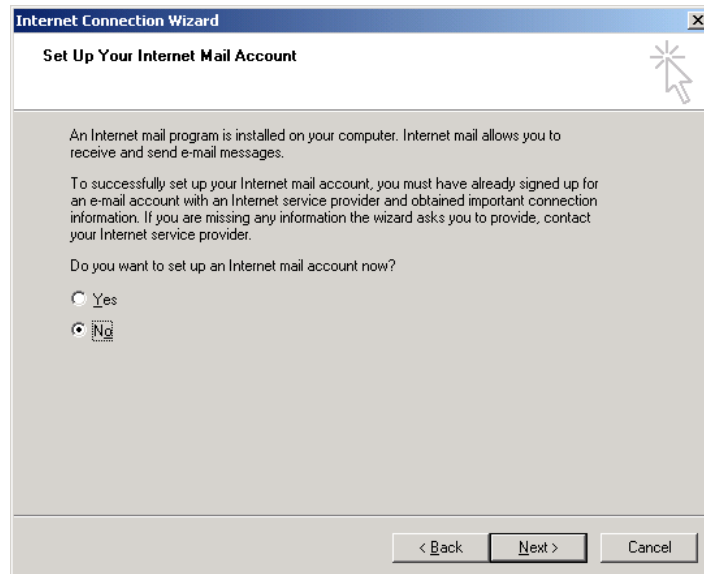 Internet Connection Wizard
Set Up Your Internet Mail Account
An Internet mail program is installed on your computer. Internet mail allows you to
receive and send e-mail messages.
To successfully set up your Internet mail account, you must have already signed up for
an e-mail account with an Internet service provider and obtained important connection
information. If you are missing any information the wizard asks you to provide, contact
your Internet service provider.
Do you want to set up an Internet mail account now?
Yes
No
< Back Next > Cancel